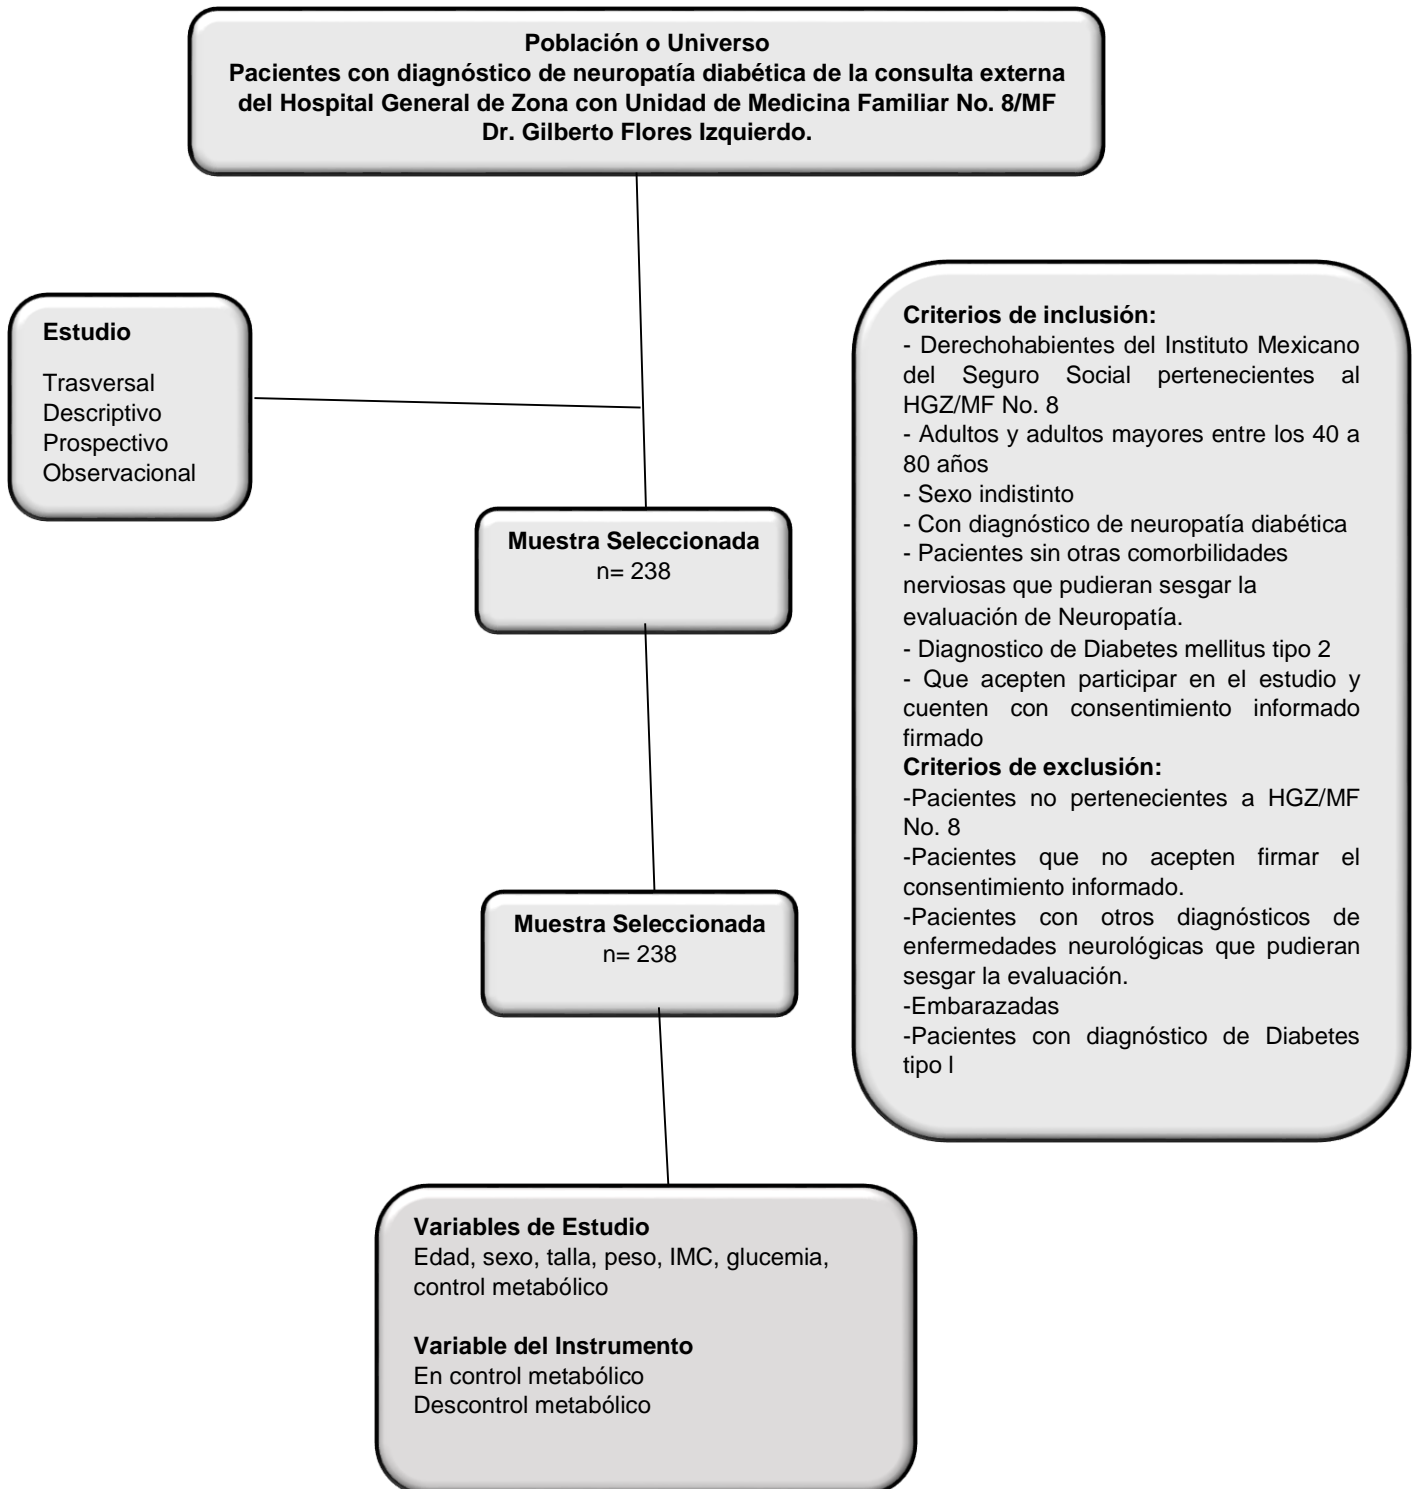 Población o Universo
Pacientes con diagnóstico de neuropatía diabética de la consulta externa
del Hospital General de Zona con Unidad de Medicina Familiar No. 8/MF
Dr. Gilberto Flores Izquierdo.
Estudio
Trasversal
Descriptivo
Prospectivo
Observacional
Criterios de inclusión:
- Derechohabientes del Instituto Mexicano
del Seguro Social pertenecientes al
HGZ/MF No. 8
- Adultos y adultos mayores entre los 40 a
80 años
- Sexo indistinto
- Con diagnóstico de neuropatía diabética
- Pacientes sin otras comorbilidades
nerviosas que pudieran sesgar la
evaluación de Neuropatía.
- Diagnostico de Diabetes mellitus tipo 2
- Que acepten participar en el estudio y
cuenten con consentimiento informado
firmado
Criterios de exclusión:
-Pacientes no pertenecientes a HGZ/MF
No. 8
-Pacientes que no acepten firmar el
consentimiento informado.
-Pacientes con otros diagnósticos de
enfermedades neurológicas que pudieran
sesgar la evaluación.
-Embarazadas
-Pacientes con diagnóstico de Diabetes
tipo I
Muestra Seleccionada
n= 238
Muestra Seleccionada
n= 238
Variables de Estudio
Edad, sexo, talla, peso, IMC, glucemia,
control metabólico
Variable del Instrumento
En control metabólico
Descontrol metabólico